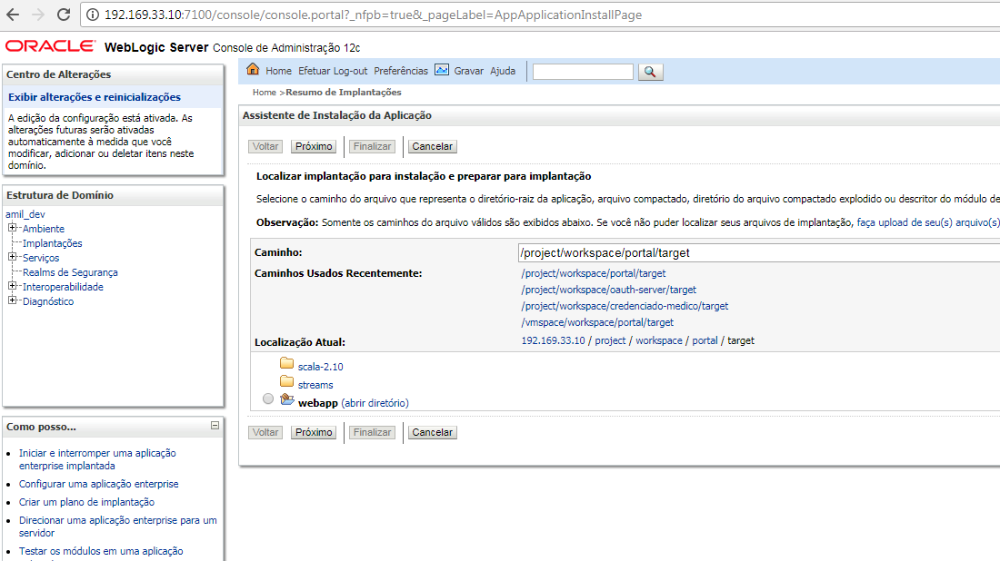 192.169.33.10:7100/console/console.portal?_nfpb=true&_pageLabel=AppApplicationInstallPage
ORACLE WebLogic Server Console de Administração 12c
Centro de Alterações
Exibir alterações e reinicializações
A edição da configuração está ativada. As
alterações futuras serão ativadas
automaticamente à medida que você
modificar, adicionar ou deletar itens neste
domínio.
Estrutura de Domínio
amil_dev
Ambiente
Implantações
Serviços
Realms de Segurança
Interoperabilidade
Diagnóstico
Como posso...
Iniciar e interromper uma aplicação
enterprise implantada
Configurar uma aplicação enterprise
Criar um plano de implantação
Direcionar uma aplicação enterprise para um
servidor
Testar os módulos em uma aplicação
Home Efetuar Log-out Preferências Gravar Ajuda
Home >Resumo de Implantações
Assistente de Instalação da Aplicação
Voltar Próximo Finalizar Cancelar
Localizar implantação para instalação e preparar para implantação
Selecione o caminho do arquivo que representa o diretório-raiz da aplicação, arquivo compactado, diretório do arquivo compactado explodido ou descritor do módulo de
Observação: Somente os caminhos do arquivo válidos são exibidos abaixo. Se você não puder localizar seus arquivos de implantação, faça upload de seu(s) arquivo(s)
Caminho: /project/workspace/portal/target
Caminhos Usados Recentemente: /project/workspace/portal/target
/project/workspace/oauth-server/target
/project/workspace/credenciado-medico/target
/vmspace/workspace/portal/target
Localização Atual: 192.169.33.10 / project / workspace / portal / target
scala-2.10
streams
webapp (abrir diretório)
Voltar Próximo Finalizar Cancelar